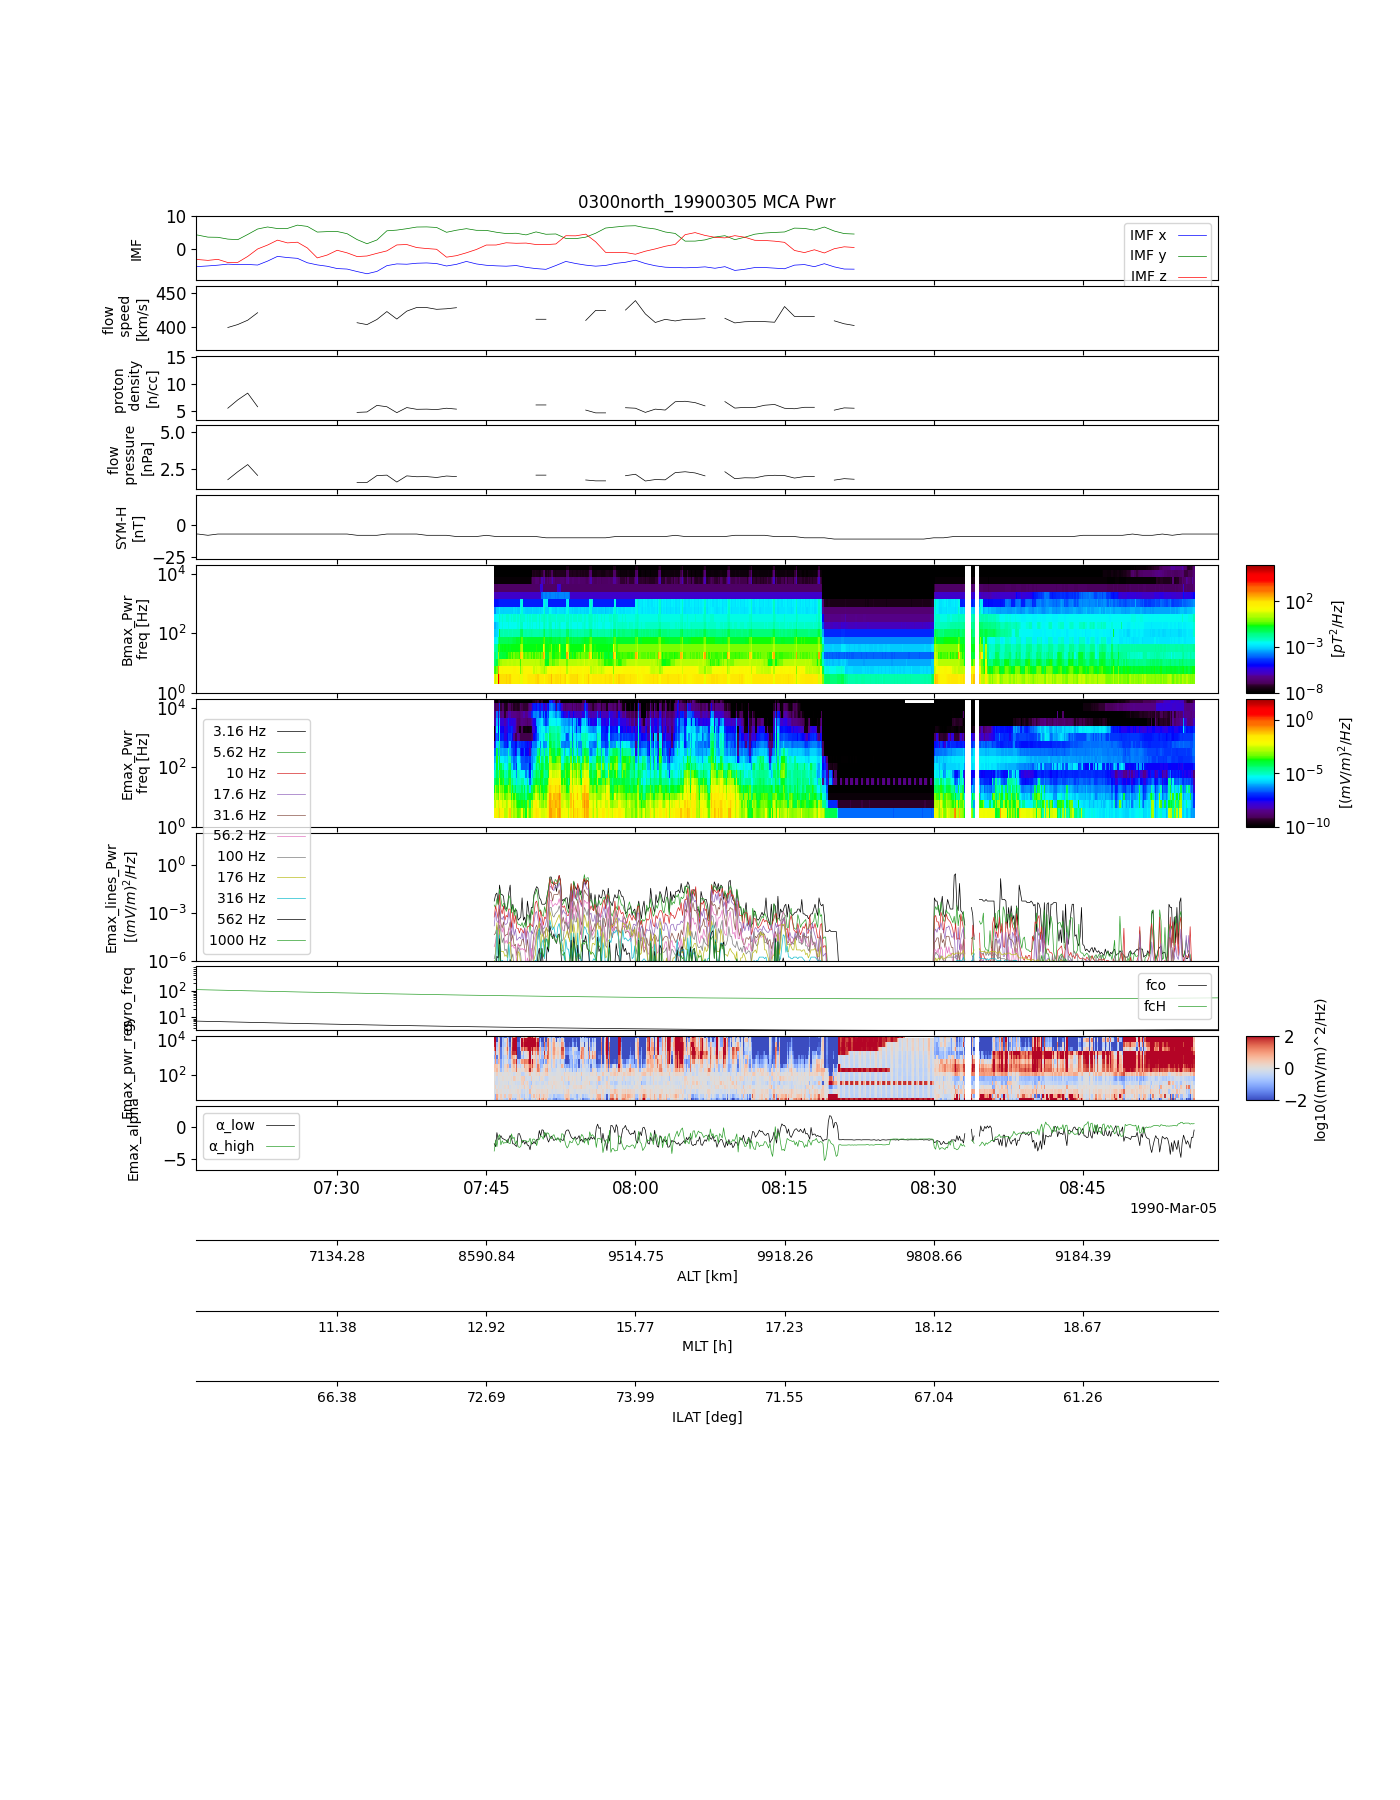 0300north_19900305 MCA Pwr
10
0
IMF
IMF x
IMF y
IMF z
450
400
flow
speed
[km/s]
15
10
5
proton
density
[n/cc]
5.0
2.5
flow
pressure
[nPa]
0
−25
SYM-H
[nT]
10^4
10^2
10^0
Bmax_Pwr
freq [Hz]
10^2
10^−3
10^−8
[pT^2/Hz]
10^4
10^2
10^0
Emax_Pwr
freq [Hz]
10^0
10^−5
10^−10
[(mV/m)^2/Hz]
3.16 Hz
5.62 Hz
10 Hz
17.6 Hz
31.6 Hz
56.2 Hz
100 Hz
176 Hz
316 Hz
562 Hz
1000 Hz
10^0
10^−3
10^−6
Emax_lines_Pwr
[(mV/m)^2/Hz]
10^2
10^1
gyro_freq
fco
fcH
10^4
10^2
Emax_pwr_reg
2
0
−2
log10((mV/m)^2/Hz)
0
−5
Emax_alpha
α_low
α_high
07:30 07:45 08:00 08:15 08:30 08:45
1990-Mar-05
7134.28 8590.84 9514.75 9918.26 9808.66 9184.39
ALT [km]
11.38 12.92 15.77 17.23 18.12 18.67
MLT [h]
66.38 72.69 73.99 71.55 67.04 61.26
ILAT [deg]